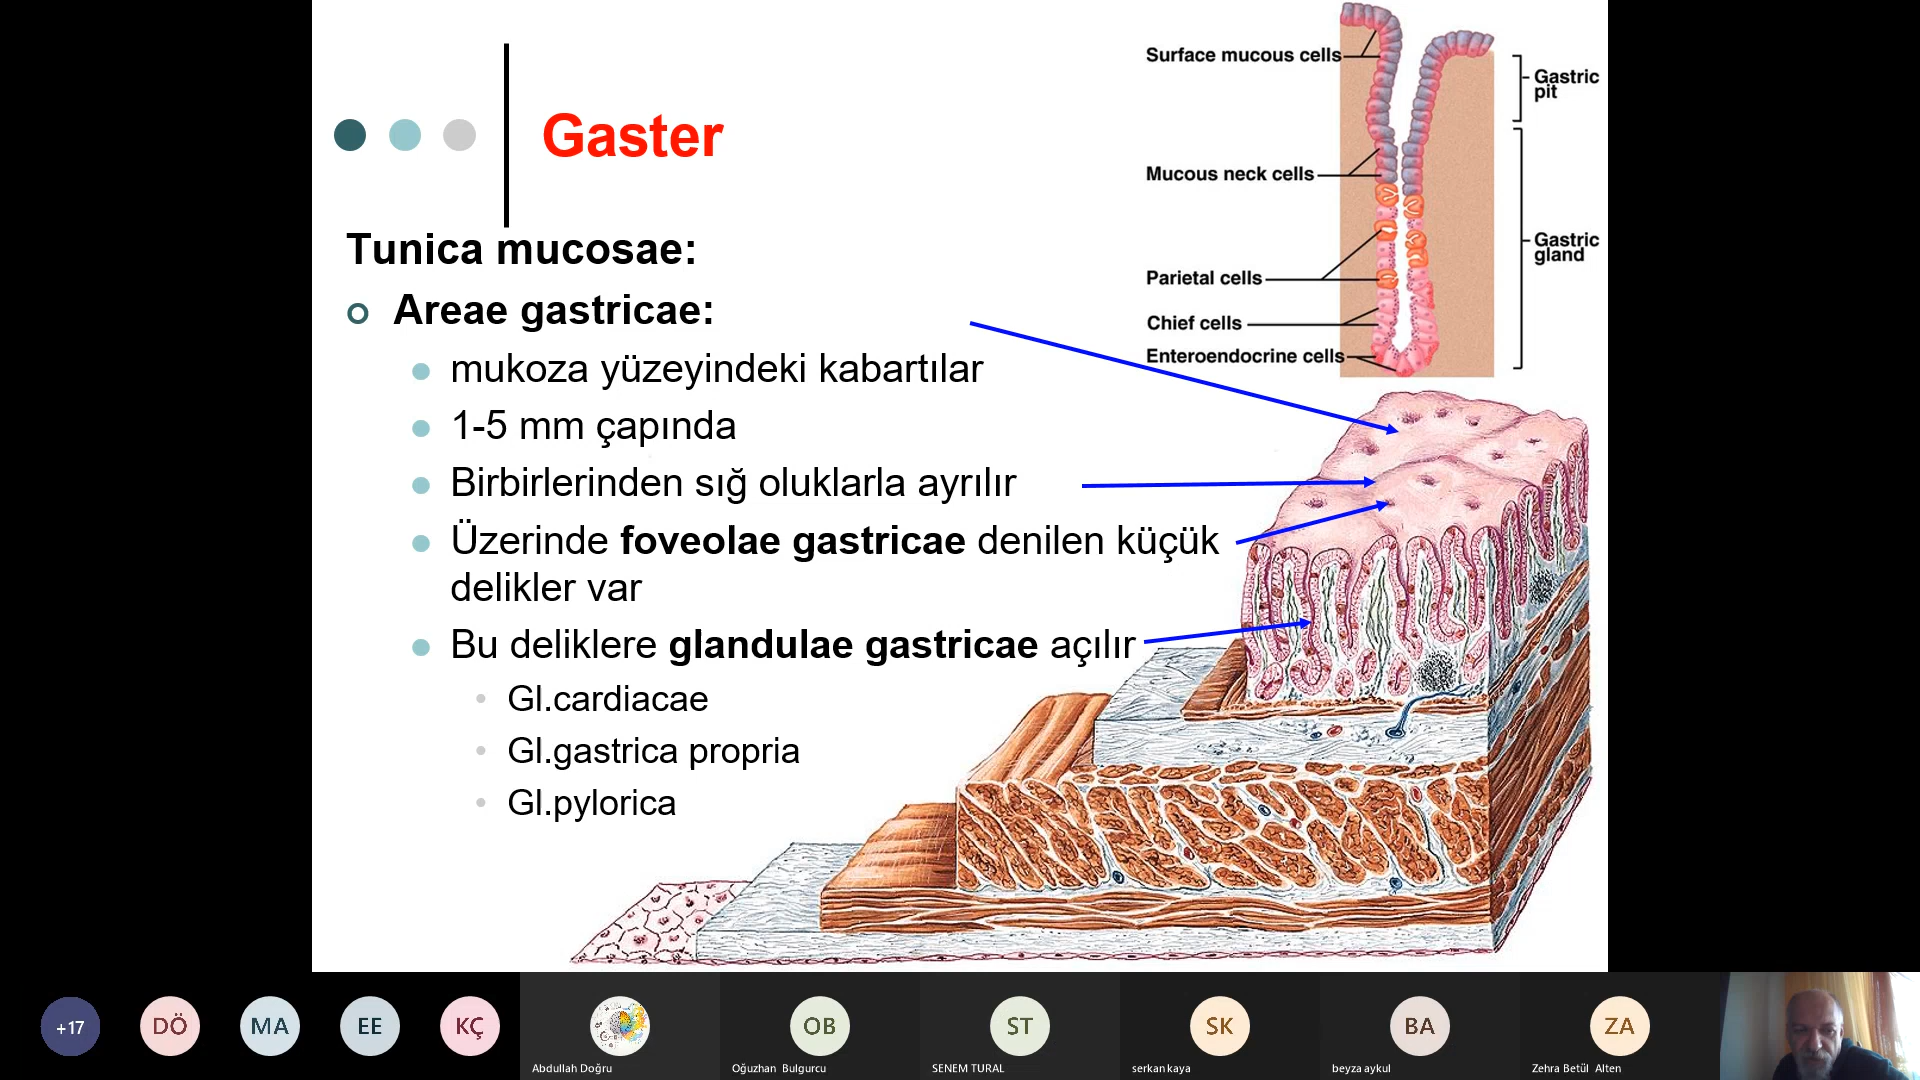 Gaster
Tunica mucosae:
Areae gastricae:
mukoza yüzeyindeki kabartılar
1-5 mm çapında
Birbirlerinden sığ oluklarla ayrılır
Üzerinde foveolae gastricae denilen küçük
delikler var
Bu deliklere glandulae gastricae açılır
Gl.cardiacae
Gl.gastrica propria
Gl.pylorica
Surface mucous cells
Mucous neck cells
Parietal cells
Chief cells
Enteroendocrine cells
Gastric
pit
Gastric
gland
+17
DÖ
MA
EE
KÇ
Abdullah Doğru
OB
Oğuzhan Bulgurcu
ST
SENEM TURAL
SK
serkan kaya
BA
beyza aykul
ZA
Zehra Betül Alten